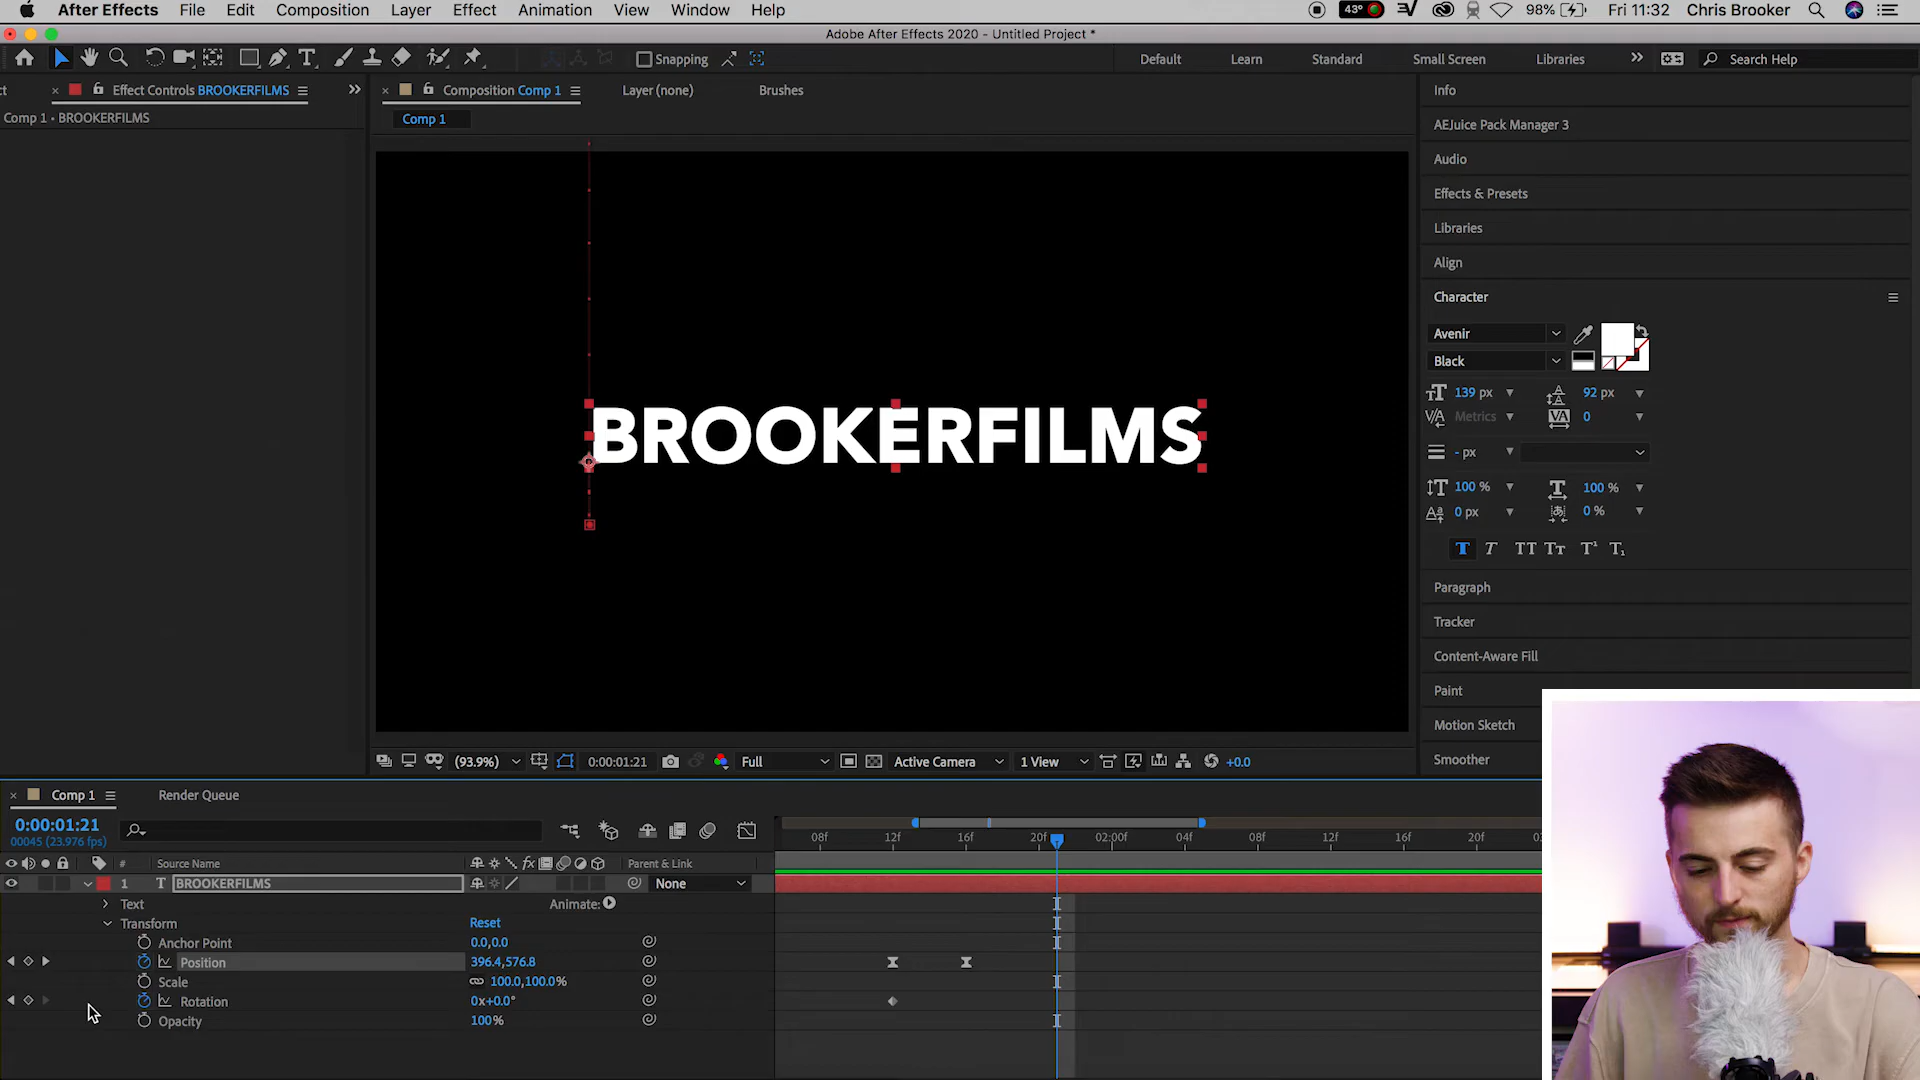 After Effects File Edit Composition Layer Effect Animation View Window Help 43° 98% Fri 11:32 Chris Brooker
Adobe After Effects 2020 - Untitled Project *
T Snapping Default Learn Standard Small Screen Libraries Search Help
Effect Controls BROOKERFILMS
Comp 1 • BROOKERFILMS
Composition Comp 1 Layer (none) Brushes
Comp 1
BROOKERFILMS
(93.9%) 0:00:01:21 Full Active Camera 1 View +0.0
Info
AEJuice Pack Manager 3
Audio
Effects & Presets
Libraries
Align
Character
Avenir
Black
139 px 92 px
Metrics 0
- px
100 % 100 %
0 px 0 %
T T TT Tт T¹ T₁
Paragraph
Tracker
Content-Aware Fill
Paint
Motion Sketch
Smoother
Comp 1 Render Queue
0:00:01:21
00045 (23.976 fps)
08f 12f 16f 20f 02:00f 04f 08f 12f 16f 20f
# Source Name fx Parent & Link
1 T BROOKERFILMS None
Text Animate:
Transform Reset
Anchor Point 0.0,0.0
Position 396.4,576.8
Scale 100.0,100.0%
Rotation 0x+0.0°
Opacity 100%